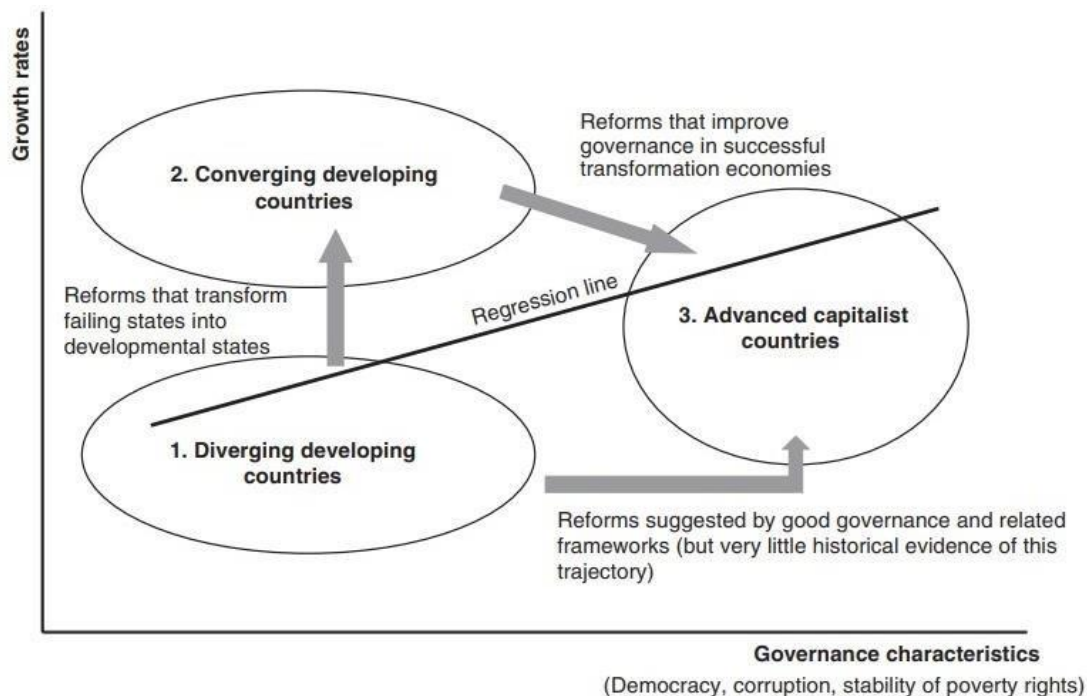 Growth rates
2. Converging developing
countries
Reforms that improve
governance in successful
transformation economies
Reforms that transform
failing states into
developmental states
Regression line
3. Advanced capitalist
countries
1. Diverging developing
countries
Reforms suggested by good governance and related
frameworks (but very little historical evidence of this
trajectory)
Governance characteristics
(Democracy, corruption, stability of poverty rights)